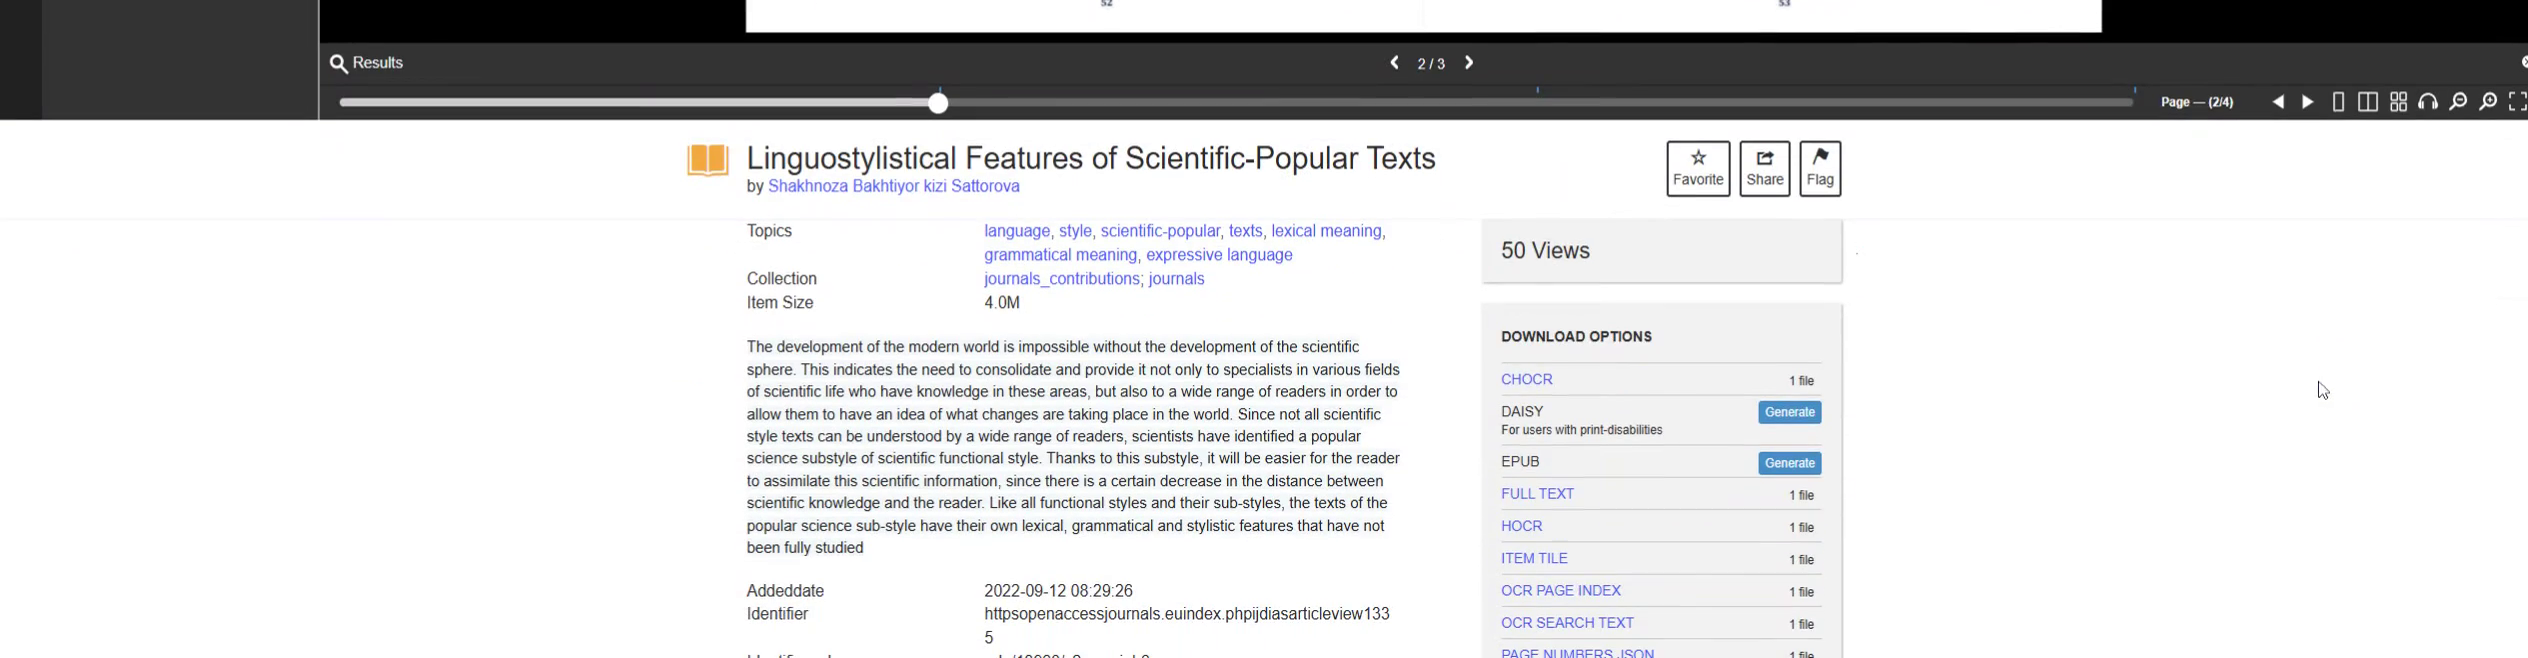 52 53
Results
2 / 3
Page — (2/4)
Linguostylistical Features of Scientific-Popular Texts
by Shakhnoza Bakhtiyor kizi Sattorova
Favorite
Share
Flag
Topics language, style, scientific-popular, texts, lexical meaning,
grammatical meaning, expressive language
Collection journals_contributions; journals
Item Size 4.0M
The development of the modern world is impossible without the development of the scientific
sphere. This indicates the need to consolidate and provide it not only to specialists in various fields
of scientific life who have knowledge in these areas, but also to a wide range of readers in order to
allow them to have an idea of what changes are taking place in the world. Since not all scientific
style texts can be understood by a wide range of readers, scientists have identified a popular
science substyle of scientific functional style. Thanks to this substyle, it will be easier for the reader
to assimilate this scientific information, since there is a certain decrease in the distance between
scientific knowledge and the reader. Like all functional styles and their sub-styles, the texts of the
popular science sub-style have their own lexical, grammatical and stylistic features that have not
been fully studied
Addeddate 2022-09-12 08:29:26
Identifier httpsopenaccessjournals.euindex.phpijdiasarticleview133
5
50 Views
DOWNLOAD OPTIONS
CHOCR 1 file
DAISY Generate
For users with print-disabilities
EPUB Generate
FULL TEXT 1 file
HOCR 1 file
ITEM TILE 1 file
OCR PAGE INDEX 1 file
OCR SEARCH TEXT 1 file
PAGE NUMBERS JSON 1 file